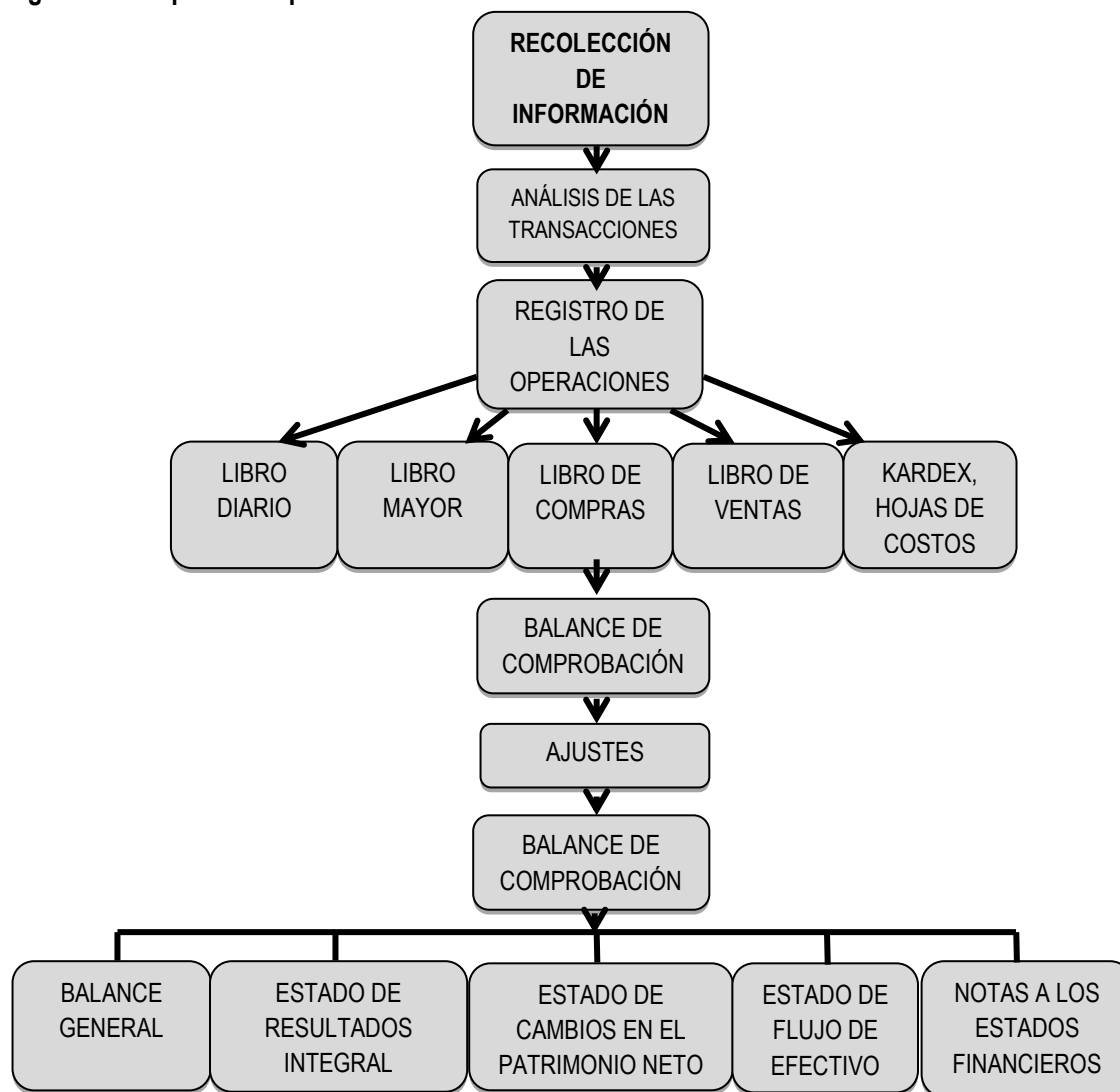 RECOLECCIÓN
DE
INFORMACIÓN
ANÁLISIS DE LAS
TRANSACCIONES
REGISTRO DE
LAS
OPERACIONES
LIBRO
DIARIO
LIBRO
MAYOR
LIBRO DE
COMPRAS
LIBRO DE
VENTAS
KARDEX,
HOJAS DE
COSTOS
BALANCE DE
COMPROBACIÓN
AJUSTES
BALANCE DE
COMPROBACIÓN
BALANCE
GENERAL
ESTADO DE
RESULTADOS
INTEGRAL
ESTADO DE
CAMBIOS EN EL
PATRIMONIO NETO
ESTADO DE
FLUJO DE
EFECTIVO
NOTAS A LOS
ESTADOS
FINANCIEROS